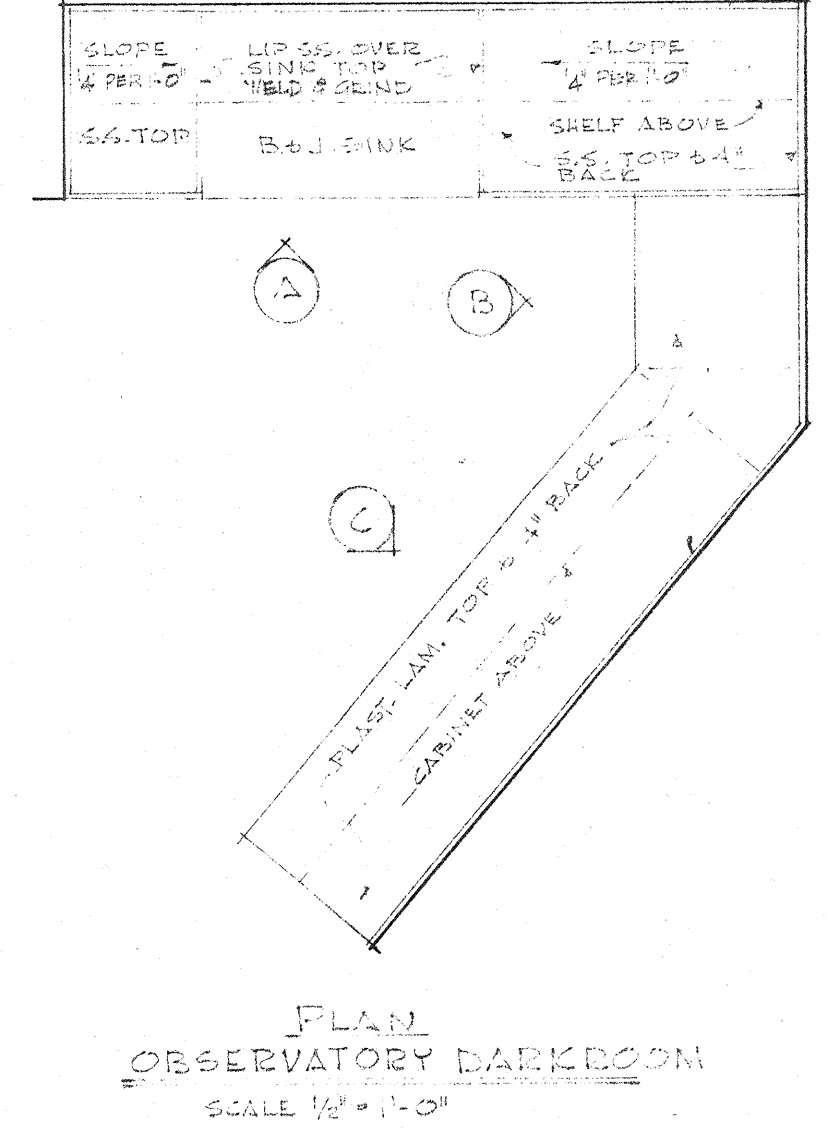 SLOPE
1/4" PER 1'-0"
LIP S.S. OVER
SINK TOP
WELD & GRIND
SLOPE
1/4" PER 1'-0"
S.S. TOP
B & J SINK
SHELF ABOVE
S.S. TOP & 4"
BACK
A
B
C
PLAST. LAM. TOP & 4" BACK
CABINET ABOVE
PLAN
OBSERVATORY DARKROOM
SCALE 1/2" = 1'-0"